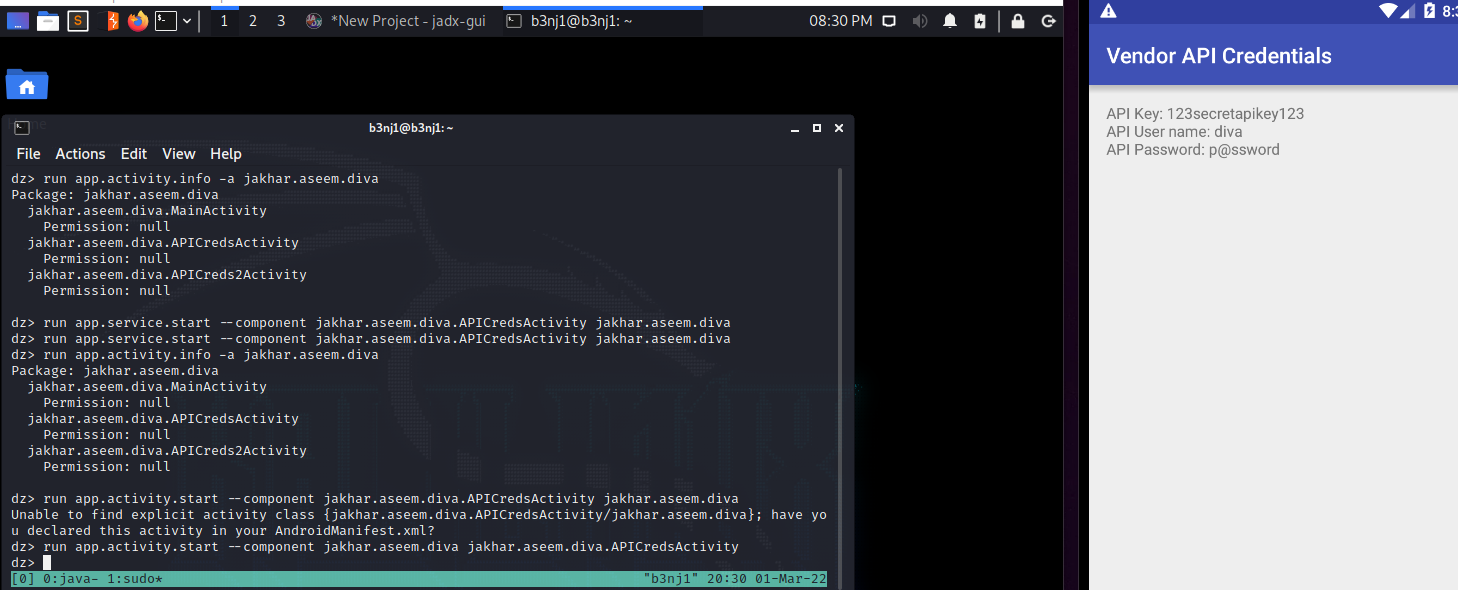 1 2 3 *New Project - jadx-gui b3nj1@b3nj1: ~ 08:30 PM
b3nj1@b3nj1: ~
File Actions Edit View Help
dz> run app.activity.info -a jakhar.aseem.diva
Package: jakhar.aseem.diva
jakhar.aseem.diva.MainActivity
Permission: null
jakhar.aseem.diva.APICredsActivity
Permission: null
jakhar.aseem.diva.APICreds2Activity
Permission: null
dz> run app.service.start --component jakhar.aseem.diva.APICredsActivity jakhar.aseem.diva
dz> run app.service.start --component jakhar.aseem.diva.APICredsActivity jakhar.aseem.diva
dz> run app.activity.info -a jakhar.aseem.diva
Package: jakhar.aseem.diva
jakhar.aseem.diva.MainActivity
Permission: null
jakhar.aseem.diva.APICredsActivity
Permission: null
jakhar.aseem.diva.APICreds2Activity
Permission: null
dz> run app.activity.start --component jakhar.aseem.diva.APICredsActivity jakhar.aseem.diva
Unable to find explicit activity class {jakhar.aseem.diva.APICredsActivity/jakhar.aseem.diva}; have yo
u declared this activity in your AndroidManifest.xml?
dz> run app.activity.start --component jakhar.aseem.diva jakhar.aseem.diva.APICredsActivity
dz>
[0] 0:java- 1:sudo* "b3nj1" 20:30 01-Mar-22
Vendor API Credentials
API Key: 123secretapikey123
API User name: diva
API Password: p@ssword